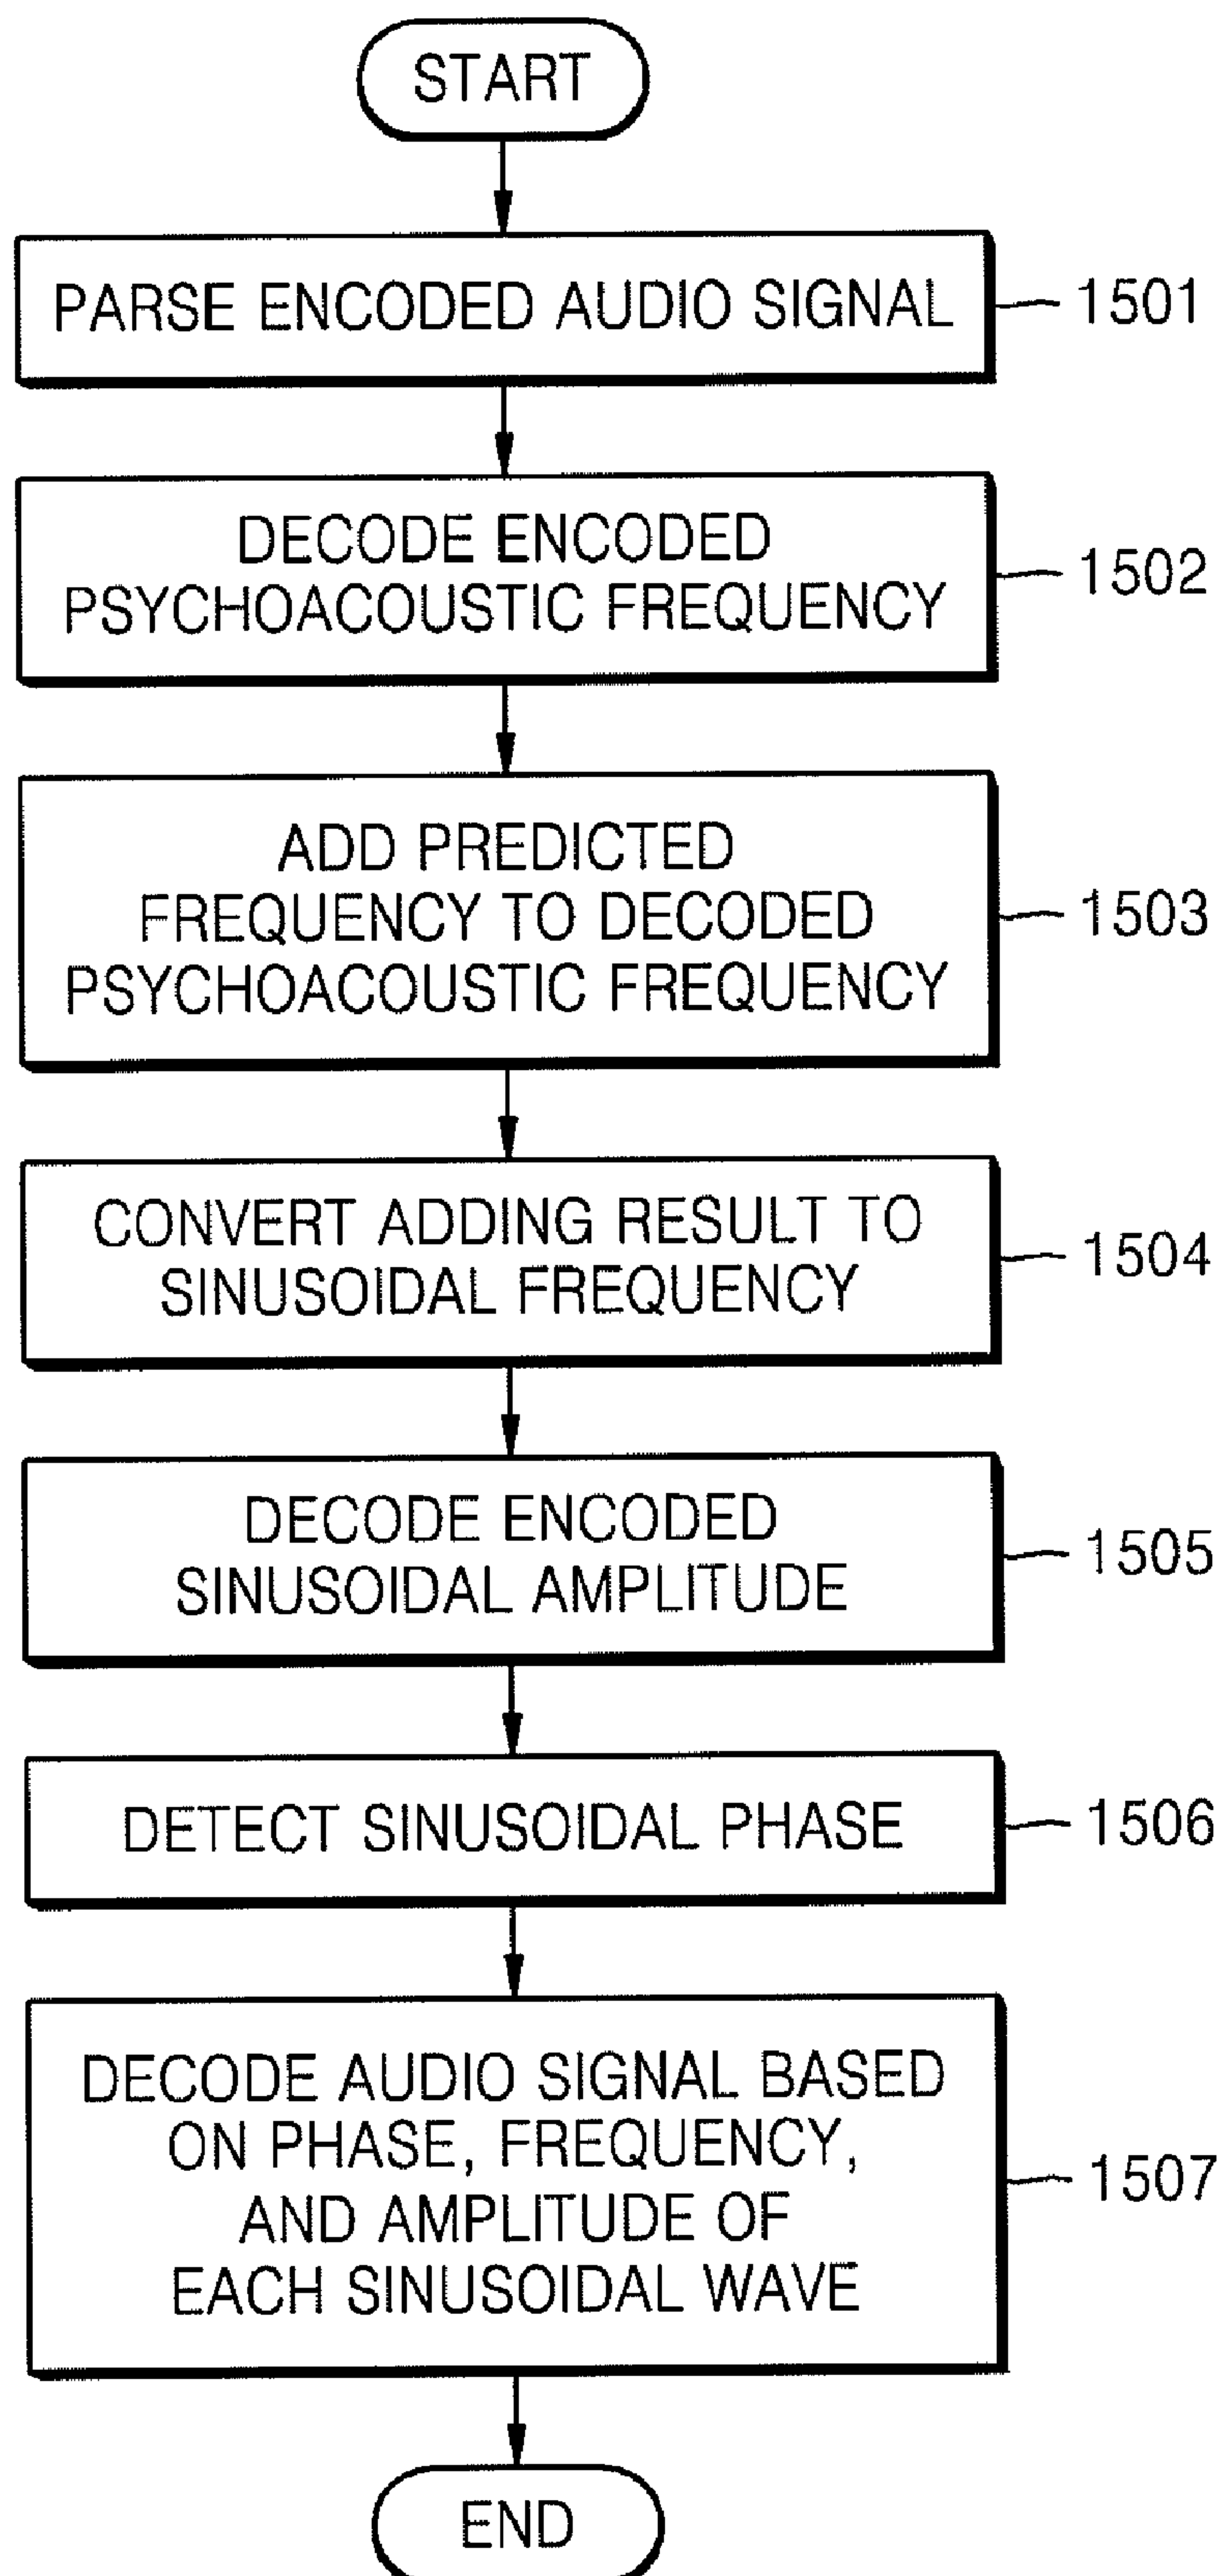 START
PARSE ENCODED AUDIO SIGNAL
1501
DECODE ENCODED
PSYCHOACOUSTIC FREQUENCY
1502
ADD PREDICTED
FREQUENCY TO DECODED
PSYCHOACOUSTIC FREQUENCY
1503
CONVERT ADDING RESULT TO
SINUSOIDAL FREQUENCY
1504
DECODE ENCODED
SINUSOIDAL AMPLITUDE
1505
DETECT SINUSOIDAL PHASE
1506
DECODE AUDIO SIGNAL BASED
ON PHASE, FREQUENCY,
AND AMPLITUDE OF
EACH SINUSOIDAL WAVE
1507
END